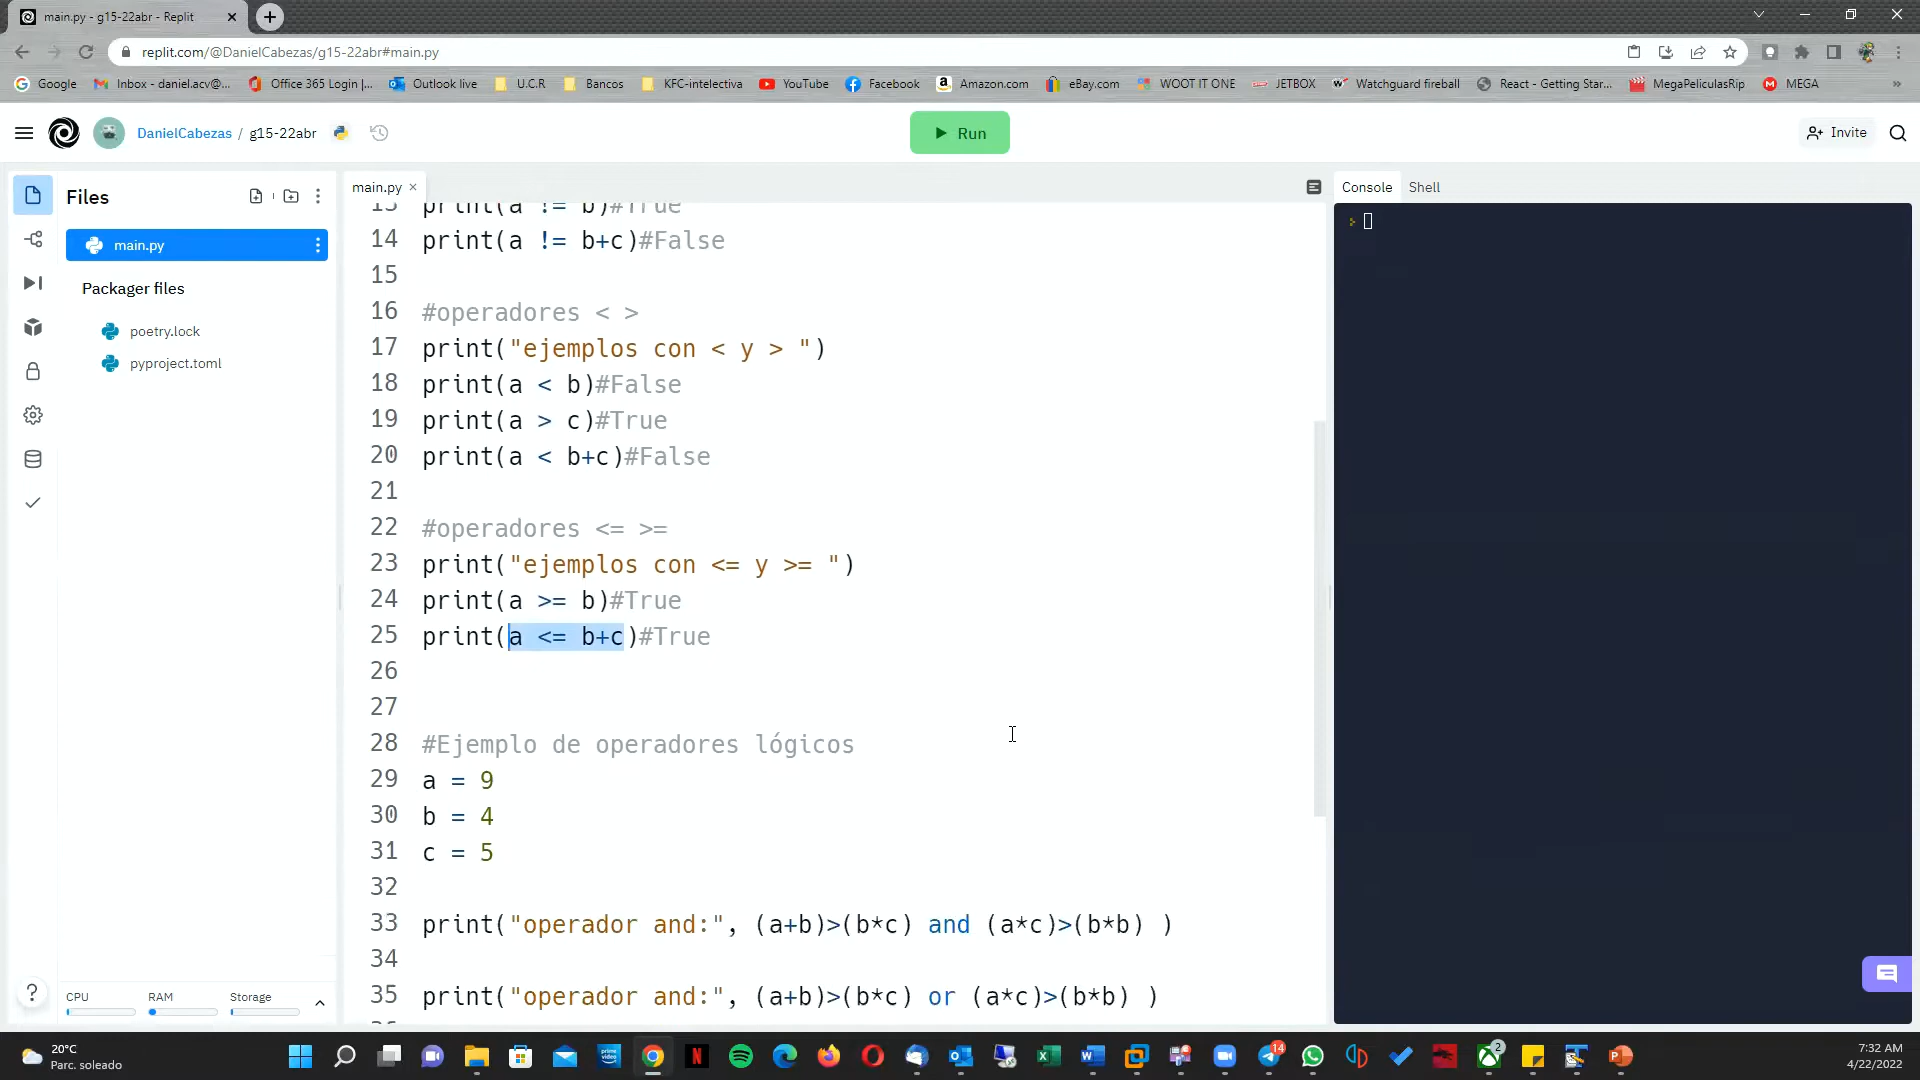 main.py - g15-22abr - Replit
replit.com/@DanielCabezas/g15-22abr#main.py
Google
Inbox - daniel.acv@...
Office 365 Login |...
Outlook live
U.C.R
Bancos
KFC-intelectiva
YouTube
Facebook
Amazon.com
eBay.com
WOOT IT ONE
JETBOX
Watchguard fireball
React - Getting Star...
MegaPeliculasRip
MEGA
DanielCabezas / g15-22abr
Run
Invite
Files
main.py
Packager files
poetry.lock
pyproject.toml
CPU
RAM
Storage
main.py
13 print(a != b)#True
14 print(a != b+c)#False
15
16 #operadores < >
17 print("ejemplos con < y > ")
18 print(a < b)#False
19 print(a > c)#True
20 print(a < b+c)#False
21
22 #operadores <= >=
23 print("ejemplos con <= y >= ")
24 print(a >= b)#True
25 print(a <= b+c)#True
26
27
28 #Ejemplo de operadores lógicos
29 a = 9
30 b = 4
31 c = 5
32
33 print("operador and:", (a+b)>(b*c) and (a*c)>(b*b) )
34
35 print("operador and:", (a+b)>(b*c) or (a*c)>(b*b) )
Console
Shell
20°C
Parc. soleado
14
2
7:32 AM
4/22/2022